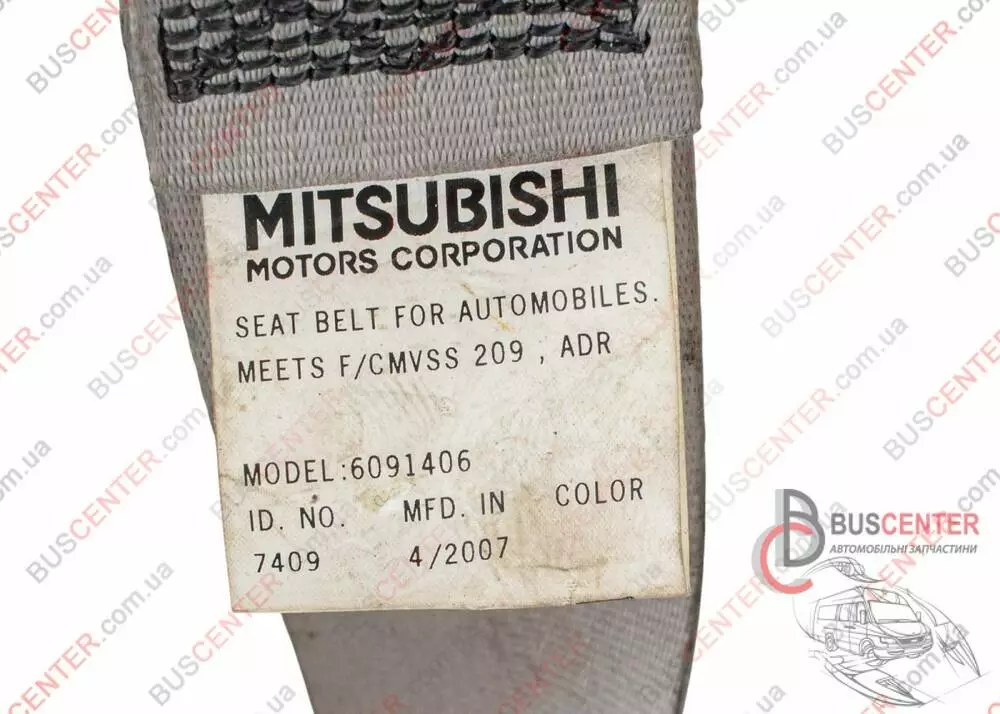 MITSUBISHI
MOTORS CORPORATION
SEAT BELT FOR AUTOMOBILES.
MEETS F/CMVSS 209 , ADR
MODEL:6091406
ID. NO. MFD. IN COLOR
7409 4/2007
BUSCENTER
АВТОМОБІЛЬНІ ЗАПЧАСТИНИ
BUSCENTER.com.ua